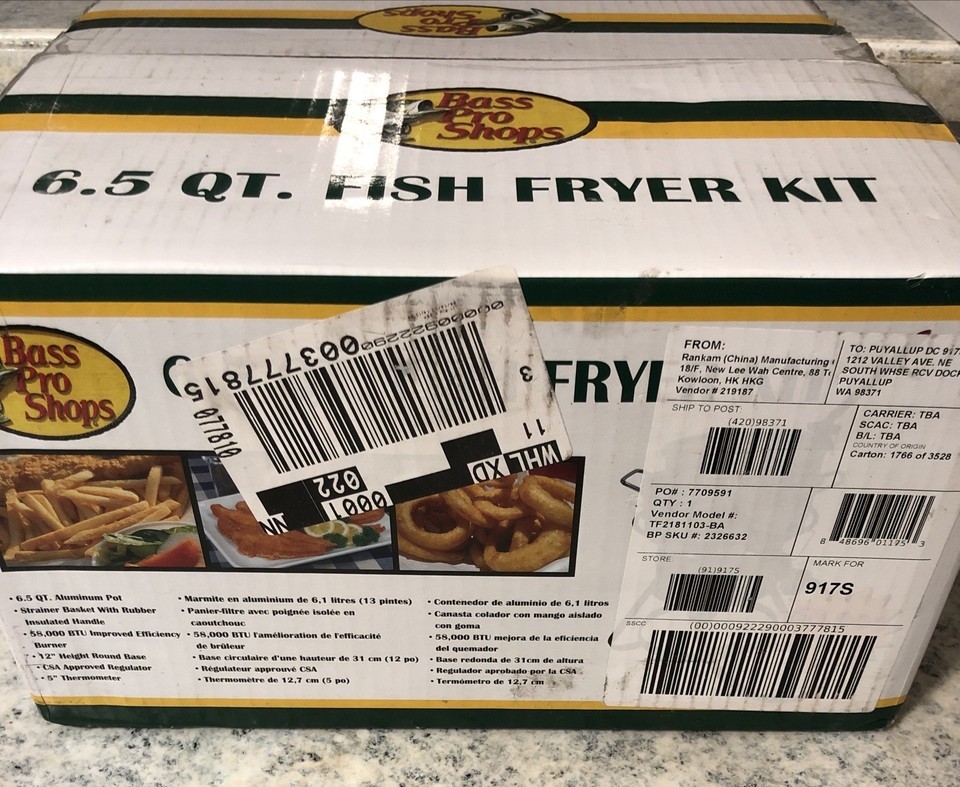 Bass
Pro
Shops
Bass
Pro
Shops
6.5 QT. FISH FRYER KIT
Bass
Pro
Shops
FRY
00000922290003777815
017810
3
11
WHL XD
022
0001
FROM:
Rankam (China) Manufacturing
18/F, New Lee Wah Centre, 88
Kowloon, HK HKG
Vendor # 219187
TO: PUYALLUP DC
1212 VALLEY AVE. NE
SOUTH WHSE RCV DOCK
PUYALLUP
WA 98371
SHIP TO POST:
(420)98371
CARRIER: TBA
SCAC: TBA
B/L: TBA
COUNTRY OF ORIGIN
Carton: 1766 of 3528
PO# : 7709591
QTY : 1
Vendor Model #:
TF2181103-BA
BP SKU #: 2326632
8 48696 01175 3
STORE
(91)9175
MARK FOR
917S
SSCC
(00)000922290003777815
• 6.5 QT. Aluminum Pot
• Strainer Basket With Rubber
Insulated Handle
• 58,000 BTU Improved Efficiency
Burner
• 12" Height Round Base
• CSA Approved Regulator
• 5" Thermometer
• Marmite en aluminium de 6,1 litres (13 pintes)
• Panier-filtre avec poignée isolée en
caoutchouc
• 58,000 BTU l'amélioration de l'efficacité
de brûleur
• Base circulaire d'une hauteur de 31 cm (12 po)
• Régulateur approuvé CSA
• Thermomètre de 12,7 cm (5 po)
• Contenedor de aluminio de 6,1 litros
• Canasta colador con mango aislado
con goma
• 58,000 BTU mejora de la eficiencia
del quemador
• Base redonda de 31cm de altura
• Regulador aprobado por la CSA
• Termómetro de 12,7 cm